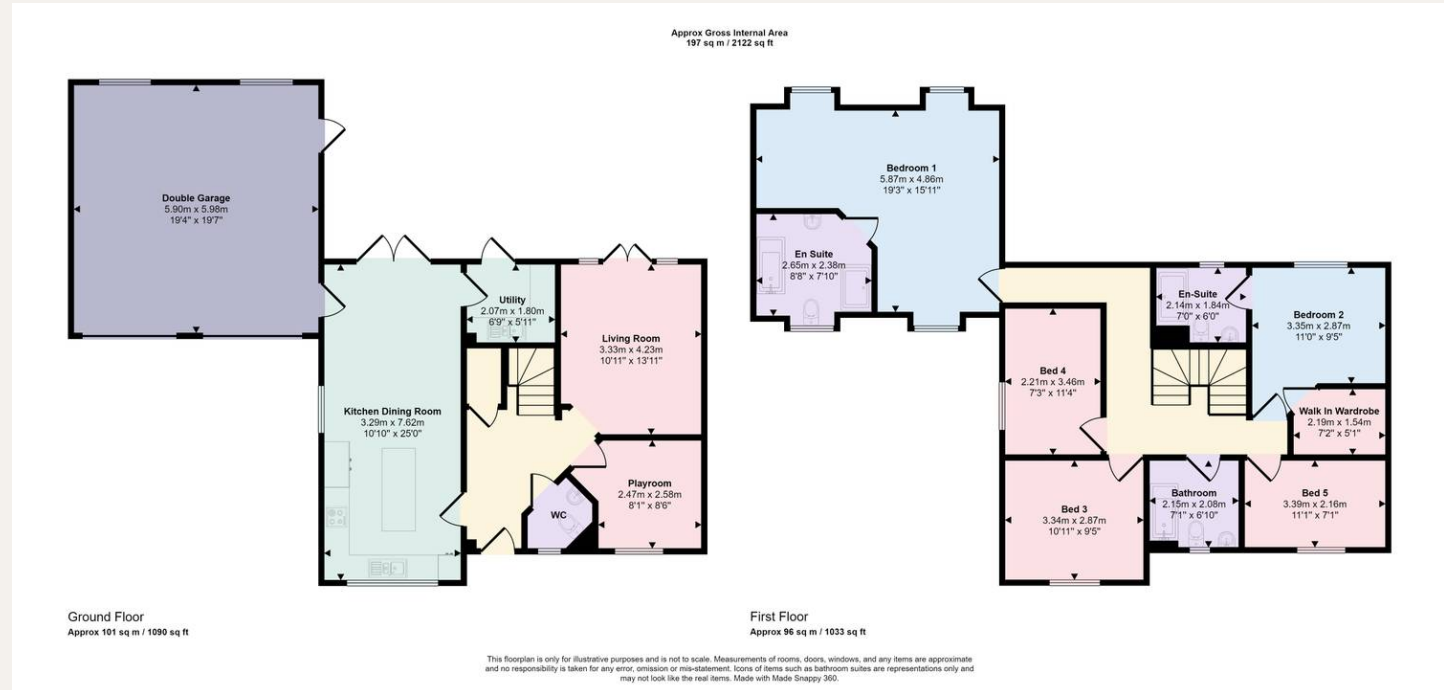 Approx Gross Internal Area
197 sq m / 2122 sq ft
Double Garage
5.90m x 5.98m
19'4" x 19'7"
Kitchen Dining Room
3.29m x 7.62m
10'10" x 25'0"
Utility
2.07m x 1.80m
6'9" x 5'11"
Living Room
3.33m x 4.23m
10'11" x 13'11"
Playroom
2.47m x 2.58m
8'1" x 8'6"
WC
Ground Floor
Approx 101 sq m / 1090 sq ft
Bedroom 1
5.87m x 4.86m
19'3" x 15'11"
En Suite
2.65m x 2.38m
8'8" x 7'10"
En-Suite
2.14m x 1.84m
7'0" x 6'0"
Bedroom 2
3.35m x 2.87m
11'0" x 9'5"
Bed 4
2.21m x 3.46m
7'3" x 11'4"
Walk In Wardrobe
2.19m x 1.54m
7'2" x 5'1"
Bed 3
3.34m x 2.87m
10'11" x 9'5"
Bathroom
2.15m x 2.08m
7'1" x 6'10"
Bed 5
3.39m x 2.16m
11'1" x 7'1"
First Floor
Approx 96 sq m / 1033 sq ft
This floorplan is only for illustrative purposes and is not to scale. Measurements of rooms, doors, windows, and any items are approximate
and no responsibility is taken for any error, omission or mis-statement. Icons of items such as bathroom suites are representations only and
may not look like the real items. Made with Made Snappy 360.